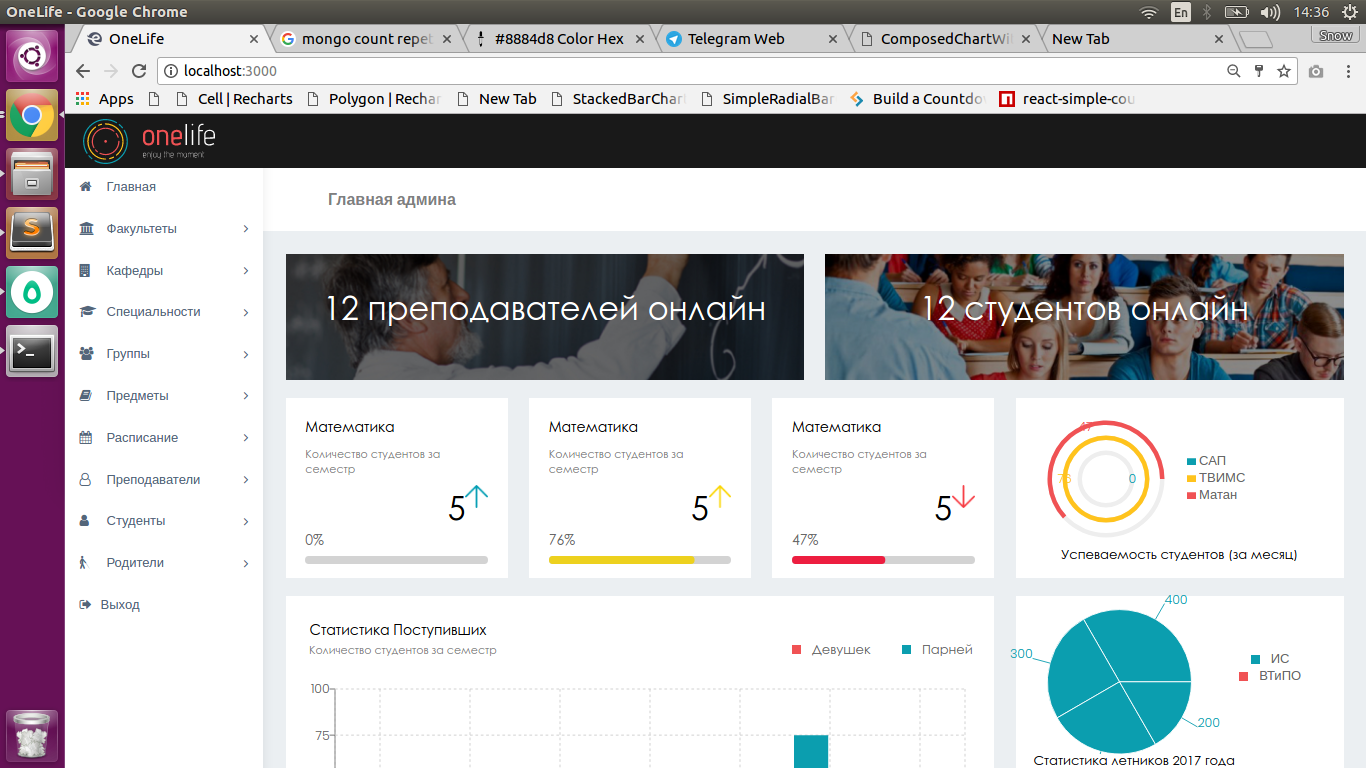 OneLife - Google Chrome
En
14:36
OneLife
mongo count repet
#8884d8 Color Hex
Telegram Web
ComposedChartWi
New Tab
Snow
localhost:3000
Apps
Cell | Recharts
Polygon | Rechar
New Tab
StackedBarChar
SimpleRadialBar
Build a Countdo
react-simple-cou
onelife
enjoy the moment
Главная
Факультеты
Кафедры
Специальности
Группы
Предметы
Расписание
Преподаватели
Студенты
Родители
Выход
Главная админа
12 преподавателей онлайн
12 студентов онлайн
Математика
Количество студентов за
семестр
5
0%
Математика
Количество студентов за
семестр
5
76%
Математика
Количество студентов за
семестр
5
47%
47
76
0
САП
ТВИМС
Матан
Успеваемость студентов (за месяц)
Статистика Поступивших
Количество студентов за семестр
Девушек
Парней
100
75
400
300
200
ИС
ВТиПО
Статистика летников 2017 года